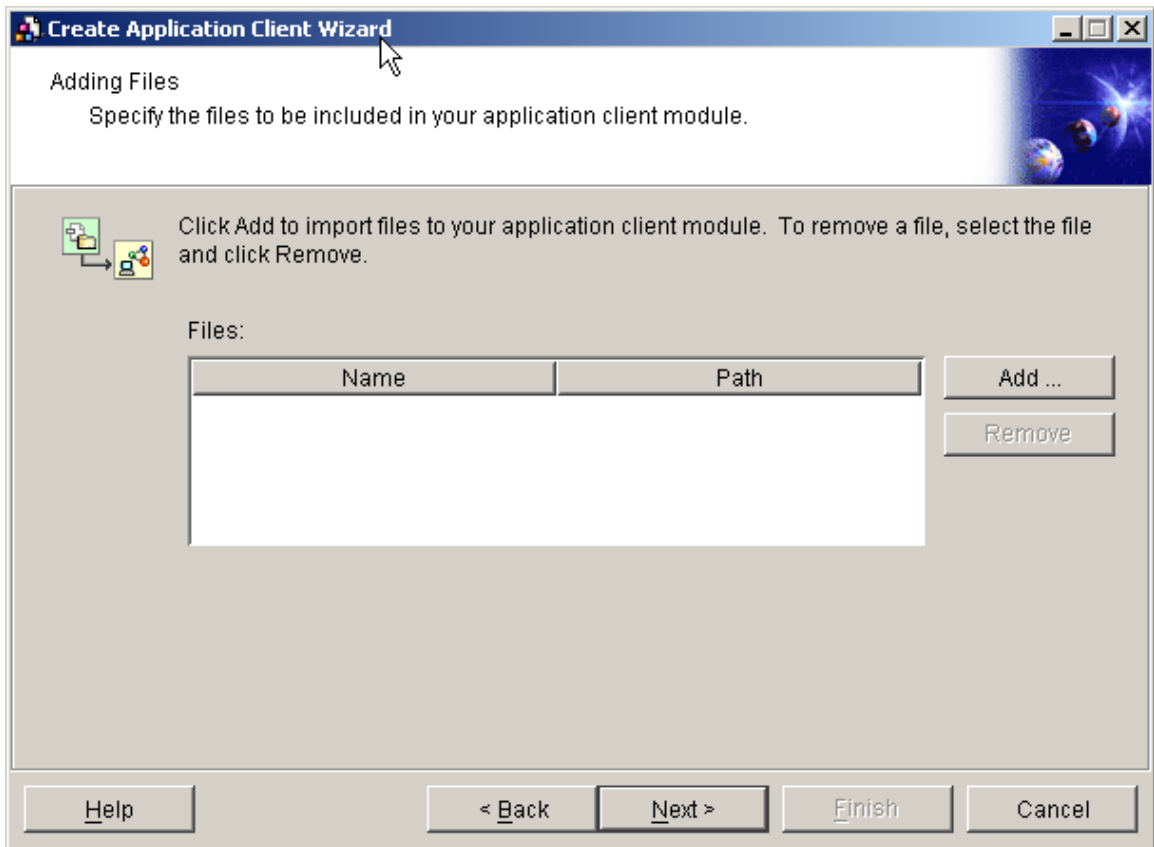 Create Application Client Wizard
Adding Files
Specify the files to be included in your application client module.
Click Add to import files to your application client module.  To remove a file, select the file
and click Remove.
Files:
Name Path
Add ...
Remove
Help < Back Next > Finish Cancel